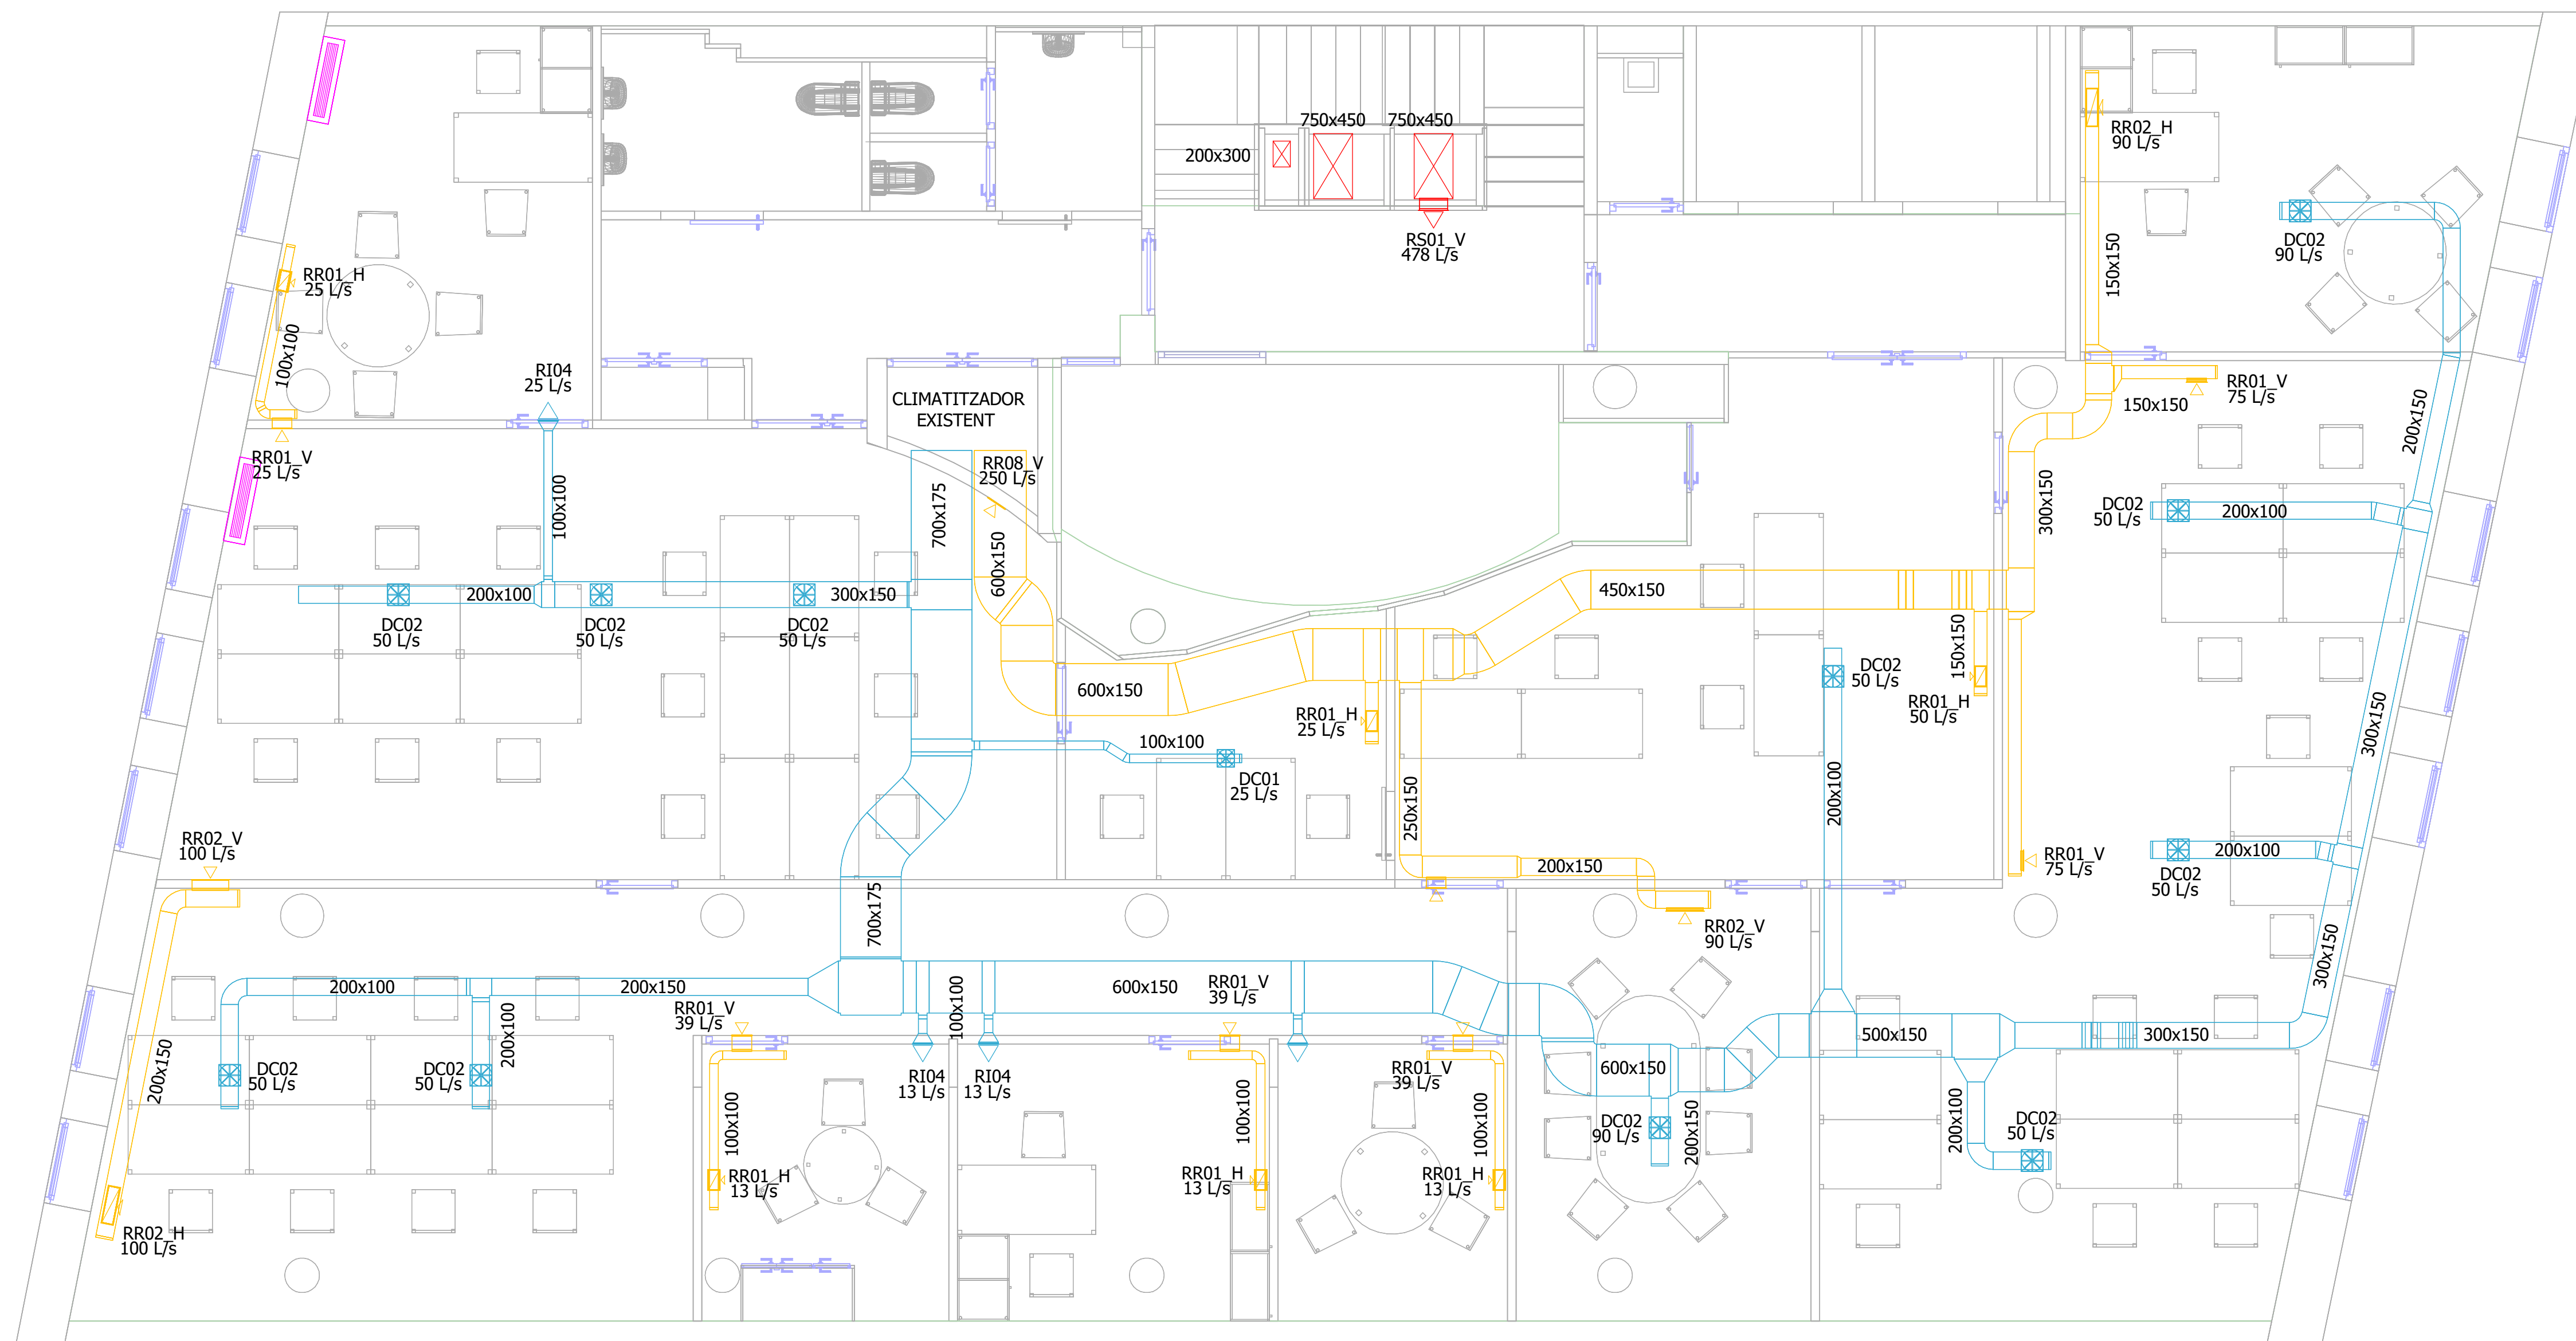 750x450
750x450
200x300
RS01_V
478 L/s
RR02_H
90 L/s
DC02
90 L/s
150x150
RR01_H
25 L/s
100x100
RI04
25 L/s
CLIMATITZADOR
EXISTENT
RR01_V
75 L/s
150x150
200x150
RR01_V
25 L/s
100x100
700x175
RR08_V
250 L/s
600x150
300x150
DC02
50 L/s
200x100
200x100
300x150
DC02
50 L/s
DC02
50 L/s
DC02
50 L/s
450x150
150x150
RR01_H
50 L/s
DC02
50 L/s
600x150
RR01_H
25 L/s
100x100
DC01
25 L/s
250x150
200x100
300x150
RR02_V
100 L/s
200x150
RR01_V
75 L/s
200x100
DC02
50 L/s
700x175
RR02_V
90 L/s
300x150
200x100
200x150
200x100
RR01_V
39 L/s
100x100
600x150
RR01_V
39 L/s
500x150
300x150
200x150
DC02
50 L/s
DC02
50 L/s
RI04
13 L/s
RI04
13 L/s
RR01_V
39 L/s
600x150
100x100
100x100
100x100
DC02
90 L/s
200x150
200x100
DC02
50 L/s
RR01_H
13 L/s
RR01_H
13 L/s
RR01_H
13 L/s
RR02_H
100 L/s